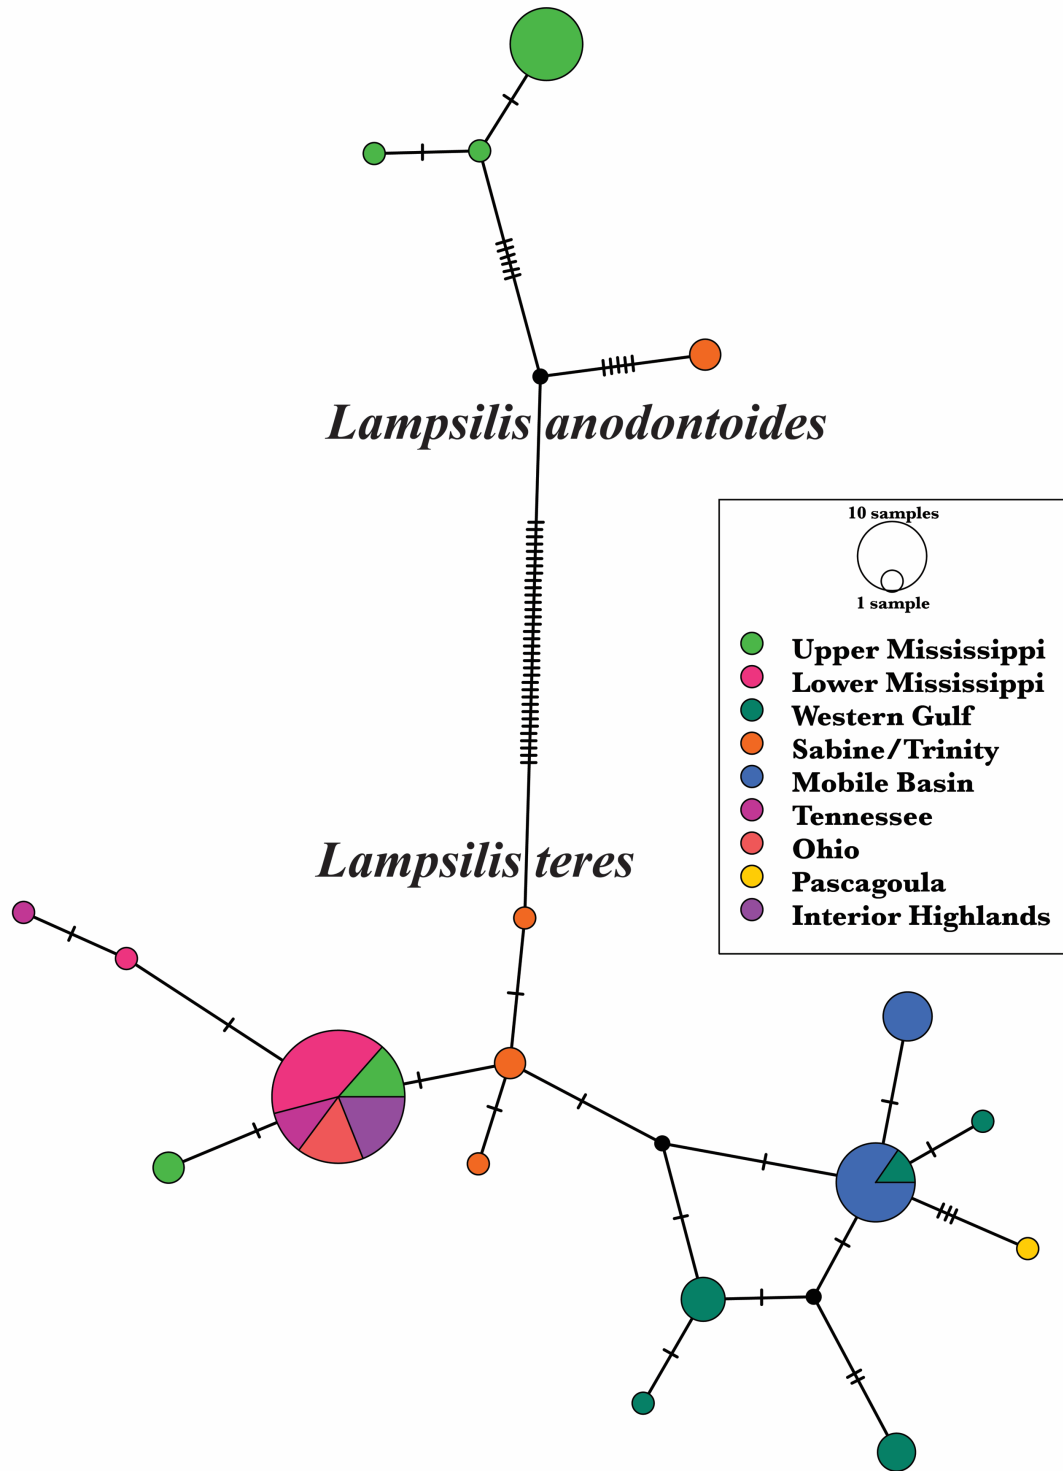 Lampsilis anodontoides
10 samples
1 sample
Upper Mississippi
Lower Mississippi
Western Gulf
Sabine/Trinity
Mobile Basin
Tennessee
Ohio
Pascagoula
Interior Highlands
Lampsilis teres